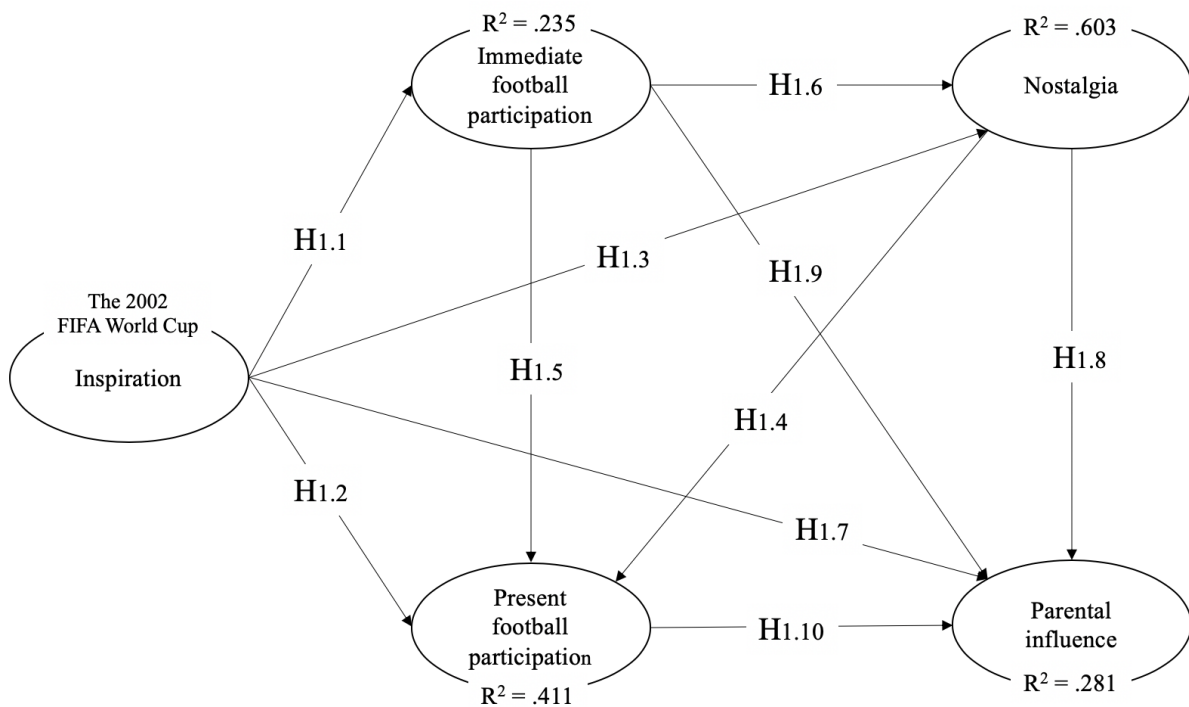 R² = .235
Immediate
football
participation
R² = .603
Nostalgia
H1.6
H1.1
H1.3
H1.9
The 2002
FIFA World Cup
Inspiration
H1.5
H1.8
H1.4
H1.2
H1.7
Present
football
participation
R² = .411
H1.10
Parental
influence
R² = .281